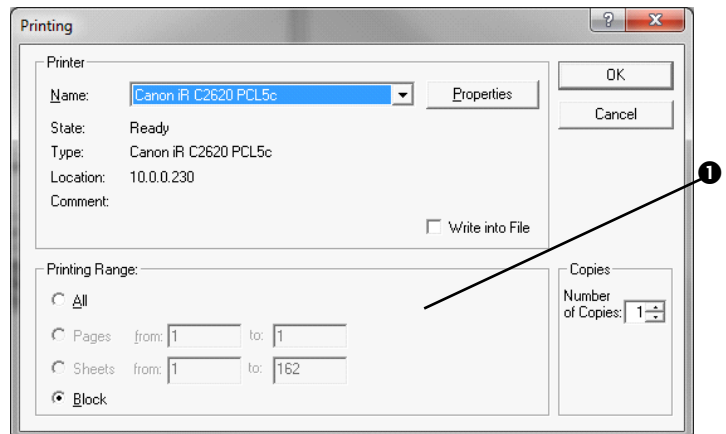 Printing
Printer
Name: Canon iR C2620 PCL5c Properties
State: Ready
Type: Canon iR C2620 PCL5c
Location: 10.0.0.230
Comment:
Write into File
OK
Cancel
❶
Printing Range:
All
Pages from: 1 to: 1
Sheets from: 1 to: 162
Block
Copies
Number
of Copies: 1